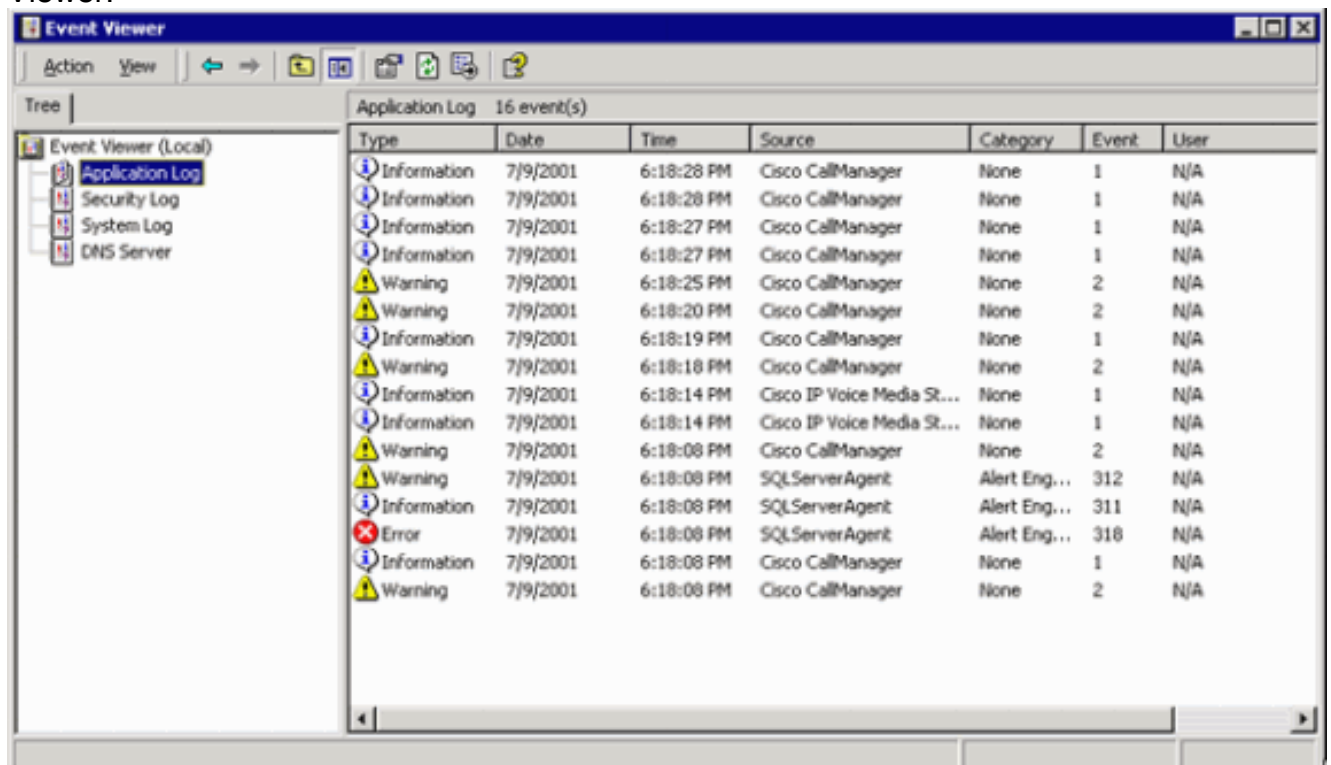 Viewer:
Event Viewer
Action View
Tree
Application Log 16 event(s)
Event Viewer (Local)
Application Log
Security Log
System Log
DNS Server
Type Date Time Source Category Event User
Information 7/9/2001 6:18:28 PM Cisco CallManager None 1 N/A
Information 7/9/2001 6:18:28 PM Cisco CallManager None 1 N/A
Information 7/9/2001 6:18:27 PM Cisco CallManager None 1 N/A
Information 7/9/2001 6:18:27 PM Cisco CallManager None 1 N/A
Warning 7/9/2001 6:18:25 PM Cisco CallManager None 2 N/A
Warning 7/9/2001 6:18:20 PM Cisco CallManager None 2 N/A
Information 7/9/2001 6:18:19 PM Cisco CallManager None 1 N/A
Warning 7/9/2001 6:18:18 PM Cisco CallManager None 2 N/A
Information 7/9/2001 6:18:14 PM Cisco IP Voice Media St... None 1 N/A
Information 7/9/2001 6:18:14 PM Cisco IP Voice Media St... None 1 N/A
Warning 7/9/2001 6:18:08 PM Cisco CallManager None 2 N/A
Warning 7/9/2001 6:18:08 PM SQLServerAgent Alert Eng... 312 N/A
Information 7/9/2001 6:18:08 PM SQLServerAgent Alert Eng... 311 N/A
Error 7/9/2001 6:18:08 PM SQLServerAgent Alert Eng... 318 N/A
Information 7/9/2001 6:18:08 PM Cisco CallManager None 1 N/A
Warning 7/9/2001 6:18:08 PM Cisco CallManager None 2 N/A